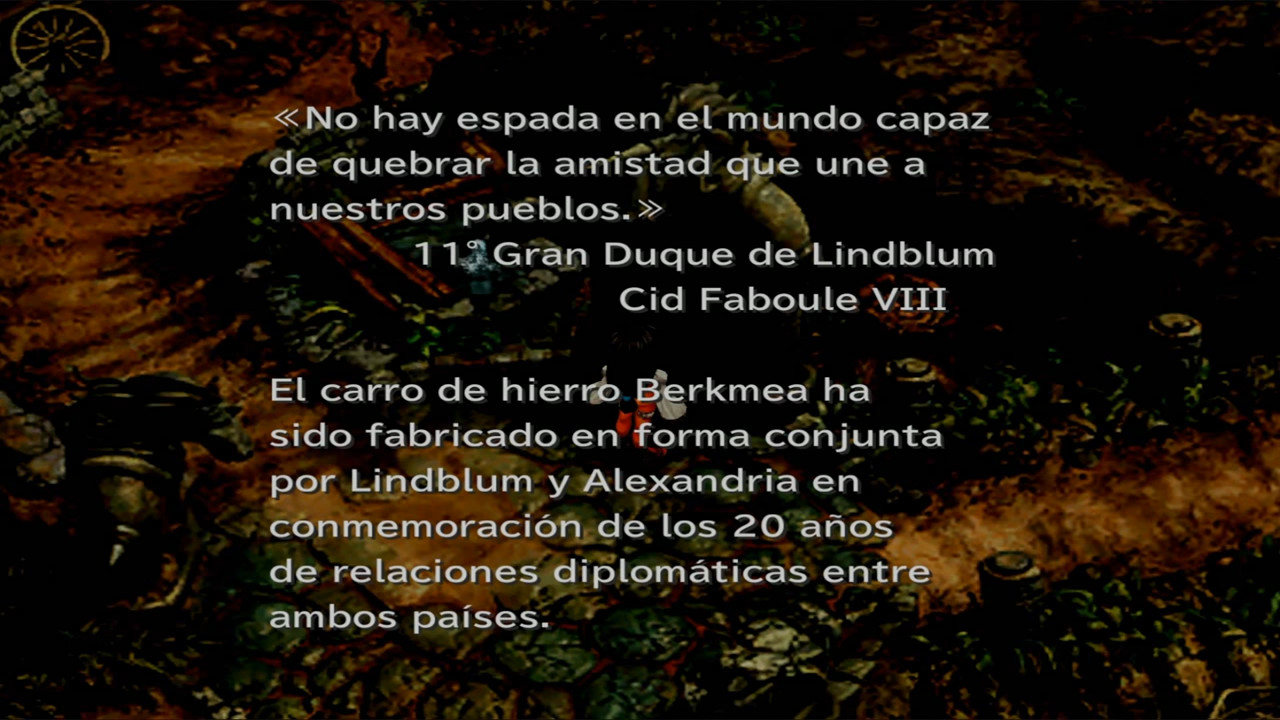 «No hay espada en el mundo capaz
de quebrar la amistad que une a
nuestros pueblos.»
11° Gran Duque de Lindblum
Cid Faboule VIII
El carro de hierro Berkmea ha
sido fabricado en forma conjunta
por Lindblum y Alexandria en
conmemoración de los 20 años
de relaciones diplomáticas entre
ambos países.